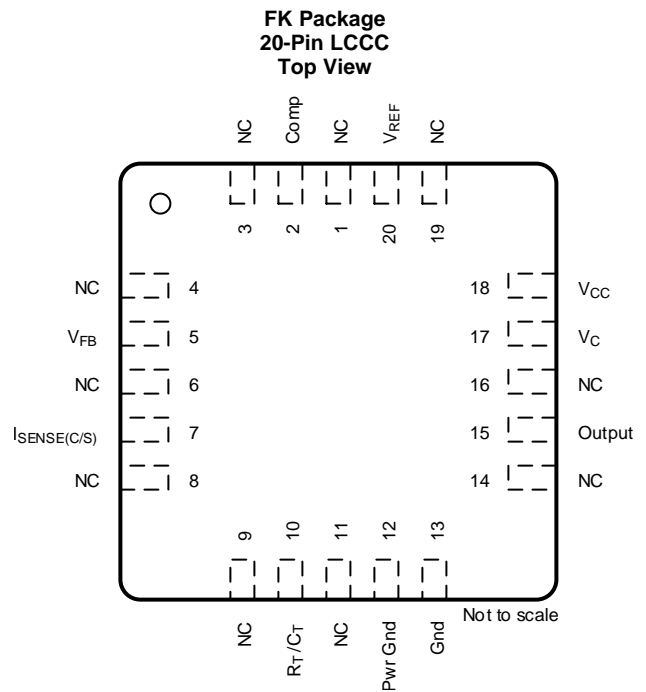 FK Package
20-Pin LCCC
Top View
NC Comp NC VREF NC
3 2 1 20 19
NC 4 18 VCC
VFB 5 17 VC
NC 6 16 NC
ISENSE(C/S) 7 15 Output
NC 8 14 NC
9 10 11 12 13
NC RT/CT NC Pwr Gnd Gnd
Not to scale